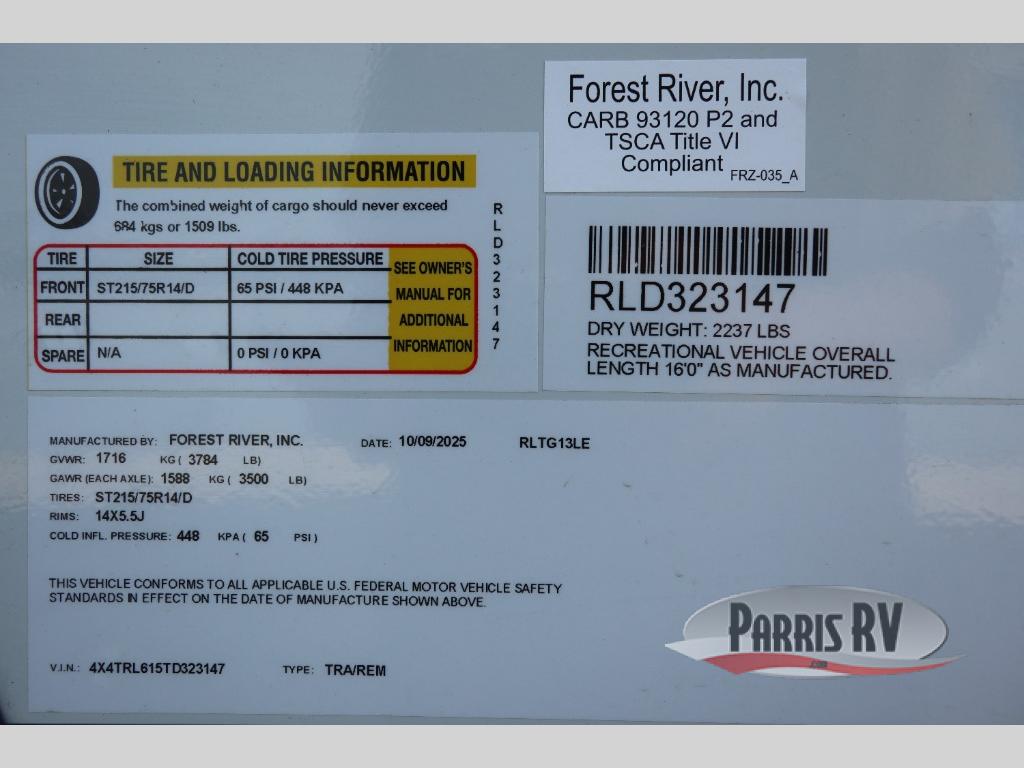 Forest River, Inc.
CARB 93120 P2 and
TSCA Title VI
Compliant
FRZ-035_A
TIRE AND LOADING INFORMATION
The combined weight of cargo should never exceed
684 kgs or 1509 lbs.
TIRE SIZE COLD TIRE PRESSURE
FRONT ST215/75R14/D 65 PSI / 448 KPA
REAR
SPARE N/A 0 PSI / 0 KPA
SEE OWNER'S
MANUAL FOR
ADDITIONAL
INFORMATION
RLD323147
RLD323147
DRY WEIGHT: 2237 LBS
RECREATIONAL VEHICLE OVERALL
LENGTH 16'0" AS MANUFACTURED.
MANUFACTURED BY: FOREST RIVER, INC. DATE: 10/09/2025 RLTG13LE
GVWR: 1716 KG ( 3784 LB)
GAWR (EACH AXLE): 1588 KG ( 3500 LB)
TIRES: ST215/75R14/D
RIMS: 14X5.5J
COLD INFL. PRESSURE: 448 KPA ( 65 PSI )
THIS VEHICLE CONFORMS TO ALL APPLICABLE U.S. FEDERAL MOTOR VEHICLE SAFETY
STANDARDS IN EFFECT ON THE DATE OF MANUFACTURE SHOWN ABOVE.
V.I.N.: 4X4TRL615TD323147 TYPE: TRA/REM
PARRIS RV
.com